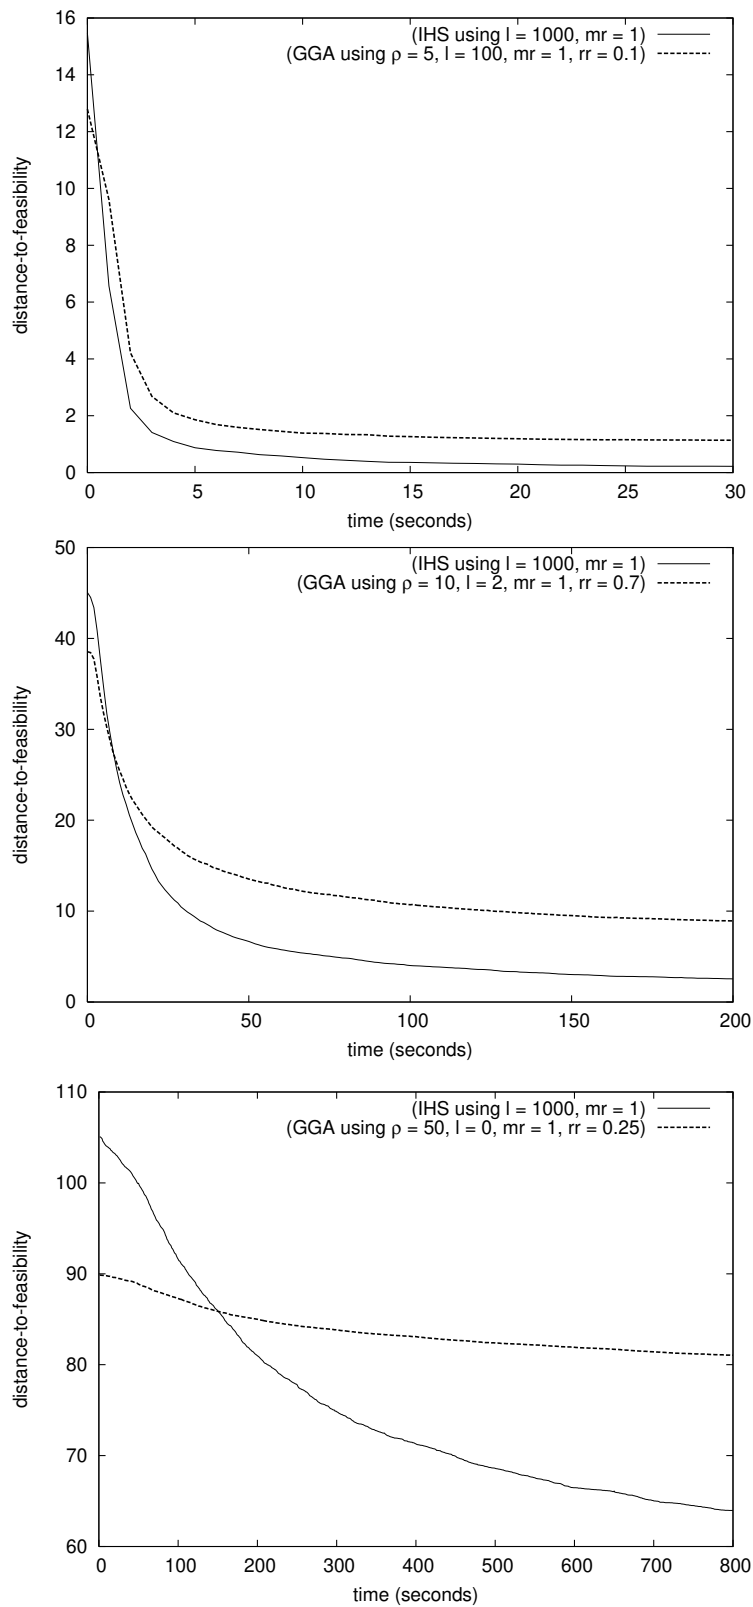 16
14
12
10
8
6
4
2
0
distance-to-feasibility
(IHS using l = 1000, mr = 1)
(GGA using ρ = 5, l = 100, mr = 1, rr = 0.1)
0 5 10 15 20 25 30
time (seconds)
50
40
30
20
10
0
distance-to-feasibility
(IHS using l = 1000, mr = 1)
(GGA using ρ = 10, l = 2, mr = 1, rr = 0.7)
0 50 100 150 200
time (seconds)
110
100
90
80
70
60
distance-to-feasibility
(IHS using l = 1000, mr = 1)
(GGA using ρ = 50, l = 0, mr = 1, rr = 0.25)
0 100 200 300 400 500 600 700 800
time (seconds)